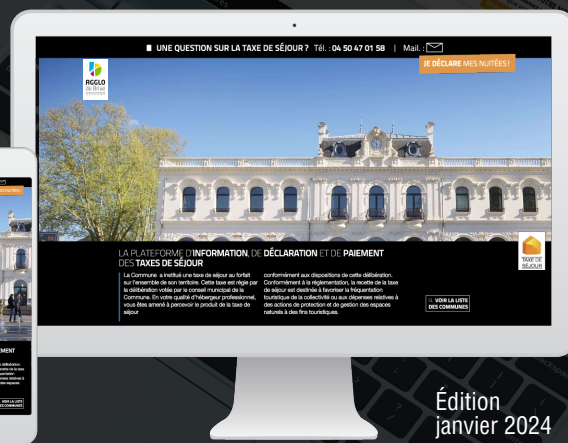 UNE QUESTION SUR LA TAXE DE SÉJOUR ? Tél. : 04 50 47 01 58 | Mail. :
JE DÉCLARE MES NUITÉES !
AGGLO
de Brive
LA PLATEFORME D'INFORMATION, DE DÉCLARATION ET DE PAIEMENT
DES TAXES DE SÉJOUR
La Commune a institué une taxe de séjour au forfait
sur l'ensemble de son territoire. Cette taxe est régie par
la délibération votée par le conseil municipal de la
Commune. En votre qualité d'hébergeur professionnel,
vous êtes amené à percevoir le produit de la taxe de
séjour
conformément aux dispositions de cette délibération.
Conformément à la réglementation, la recette de la taxe
de séjour est destinée à favoriser la fréquentation
touristique de la collectivité ou aux dépenses relatives à
des actions de protection et de gestion des espaces
naturels à des fins touristiques.
TAXE DE
SÉJOUR
VOIR LA LISTE
DES COMMUNES
Édition
janvier 2024